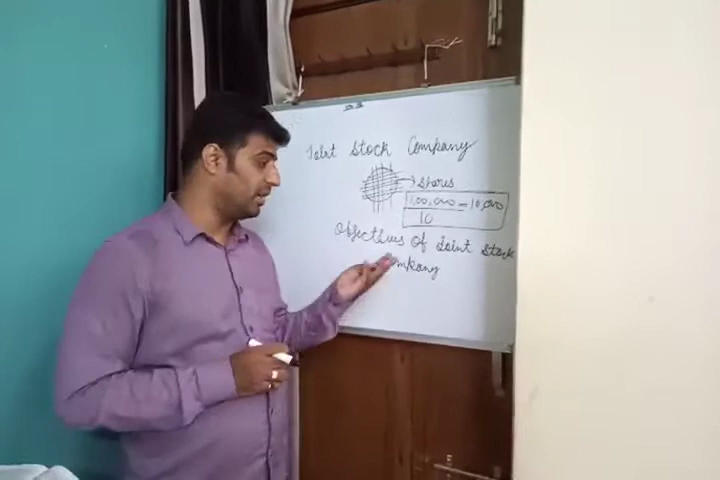 Joint Stock Company
Shares
1,00,000 = 10,000
10
Objectives Of Joint Stock
Company